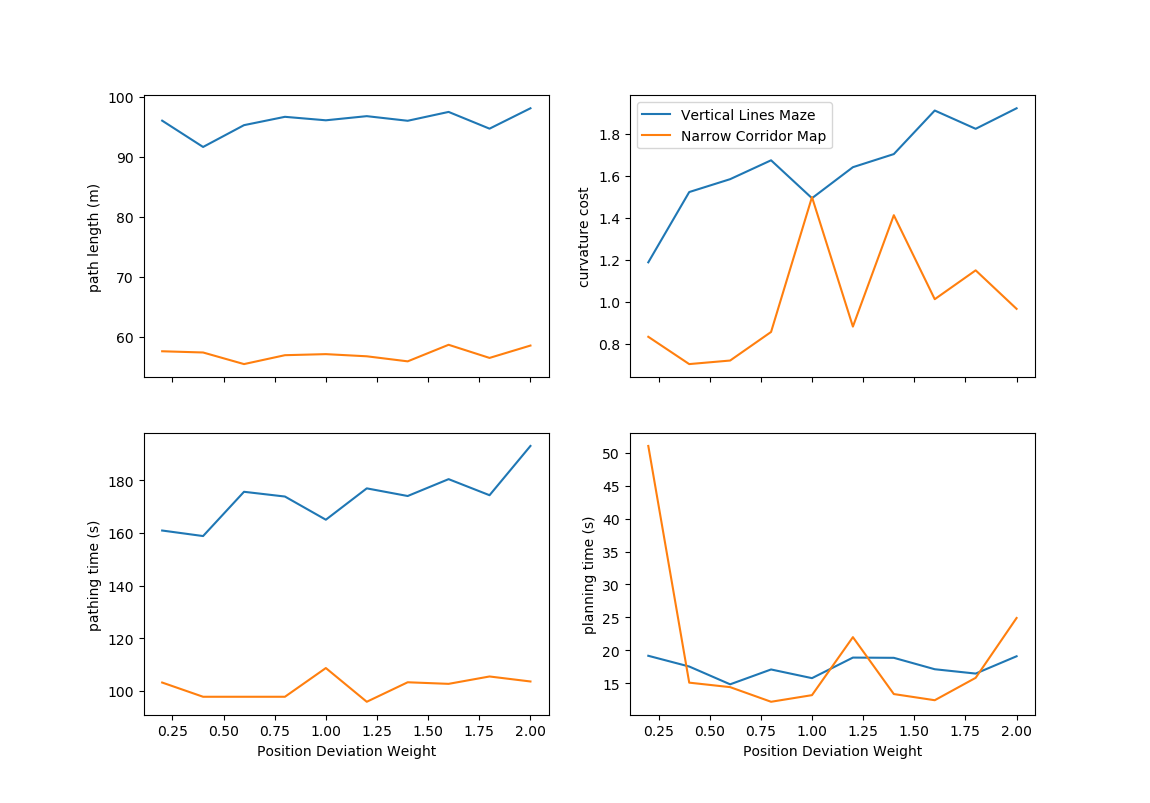 100
90
80
70
60
path length (m)
1.8
1.6
1.4
1.2
1.0
0.8
curvature cost
Vertical Lines Maze
Narrow Corridor Map
180
160
140
120
100
pathing time (s)
0.25 0.50 0.75 1.00 1.25 1.50 1.75 2.00
Position Deviation Weight
50
45
40
35
30
25
20
15
planning time (s)
0.25 0.50 0.75 1.00 1.25 1.50 1.75 2.00
Position Deviation Weight